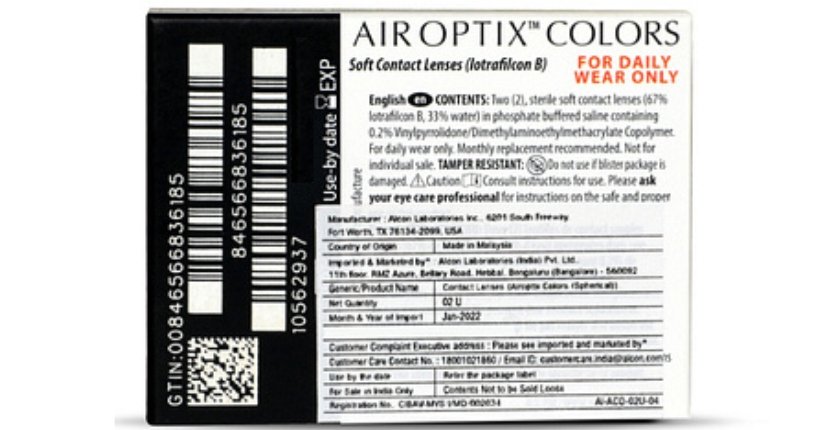 AIR OPTIX™ COLORS
Soft Contact Lenses (lotrafilcon B)
FOR DAILY
WEAR ONLY
English en CONTENTS: Two (2), sterile soft contact lenses (67%
lotrafilcon B, 33% water) in phosphate buffered saline containing
0.2% Vinylpyrrolidone/Dimethylaminoethylmethacrylate Copolymer.
For daily wear only. Monthly replacement recommended. Not for
individual sale. TAMPER RESISTANT: Do not use if blister package is
damaged. Caution Consult instructions for use. Please ask
your eye care professional for instructions on the safe and proper
Manufacturer : Alcon Laboratories Inc., 6201 South Freeway,
Fort Worth, TX 76134-2099, USA
Country of Origin Made in Malaysia
Imported & Marketed by* : Alcon Laboratories (India) Pvt. Ltd.
11th floor, RMZ Azure, Bellary Road, Hebbal, Bengaluru (Bangalore) - 560092
Generic/Product Name Contact Lenses (Airoptix Colors (Spherical))
Net Quantity 02 U
Month & Year of Import Jan-2022
Customer Complaint Executive address : Please see imported and marketed by*
Customer Care Contact No. : 18001021860 / Email ID: customercare.india@alcon.com
Use by the date Refer the package label
For Sale in India Only Contents Not to be Sold Loose
Registration No. AI-ACO-02U-04
GTIN:00846566836185
846566836185
10562937
Use-by date EXP
ufacture